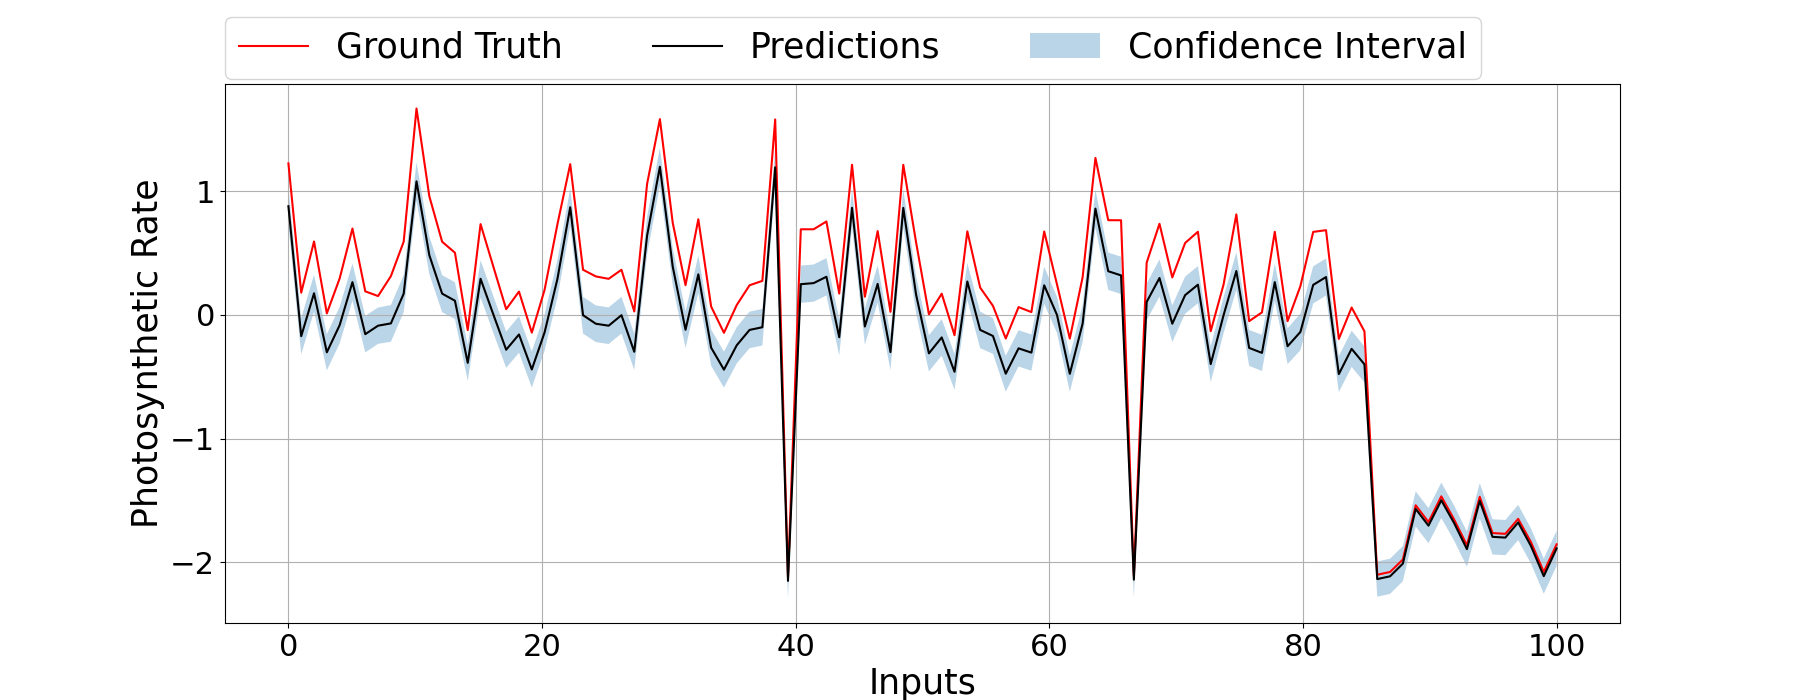 Ground Truth Predictions Confidence Interval
Photosynthetic Rate
1
0
−1
−2
0 20 40 60 80 100
Inputs